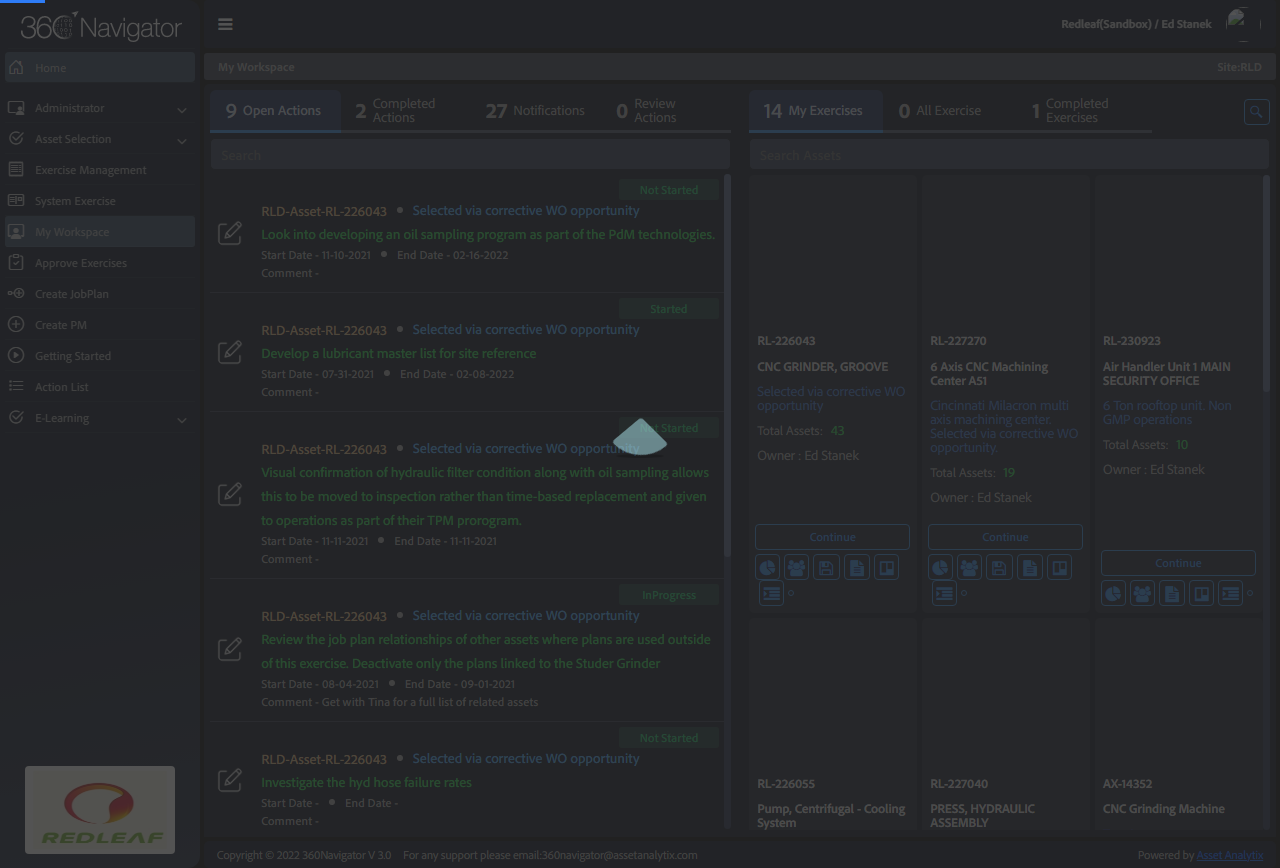 360 Navigator
Redleaf(Sandbox) / Ed Stanek
Home
Administrator
Asset Selection
Exercise Management
System Exercise
My Workspace
Approve Exercises
Create JobPlan
Create PM
Getting Started
Action List
E-Learning
REDLEAF
My Workspace
Site:RLD
9 Open Actions
2 Completed Actions
27 Notifications
0 Review Actions
Search
Not Started
RLD-Asset-RL-226043 • Selected via corrective WO opportunity
Look into developing an oil sampling program as part of the PdM technologies.
Start Date - 11-10-2021 • End Date - 02-16-2022
Comment -
Started
RLD-Asset-RL-226043 • Selected via corrective WO opportunity
Develop a lubricant master list for site reference
Start Date - 07-31-2021 • End Date - 02-08-2022
Comment -
Not Started
RLD-Asset-RL-226043 • Selected via corrective WO opportunity
Visual confirmation of hydraulic filter condition along with oil sampling allows
this to be moved to inspection rather than time-based replacement and given
to operations as part of their TPM prorogram.
Start Date - 11-11-2021 • End Date - 11-11-2021
Comment -
InProgress
RLD-Asset-RL-226043 • Selected via corrective WO opportunity
Review the job plan relationships of other assets where plans are used outside
of this exercise. Deactivate only the plans linked to the Studer Grinder
Start Date - 08-04-2021 • End Date - 09-01-2021
Comment - Get with Tina for a full list of related assets
Not Started
RLD-Asset-RL-226043 • Selected via corrective WO opportunity
Investigate the hyd hose failure rates
Start Date - • End Date -
Comment -
14 My Exercises
0 All Exercise
1 Completed Exercises
Search Assets
RL-226043
CNC GRINDER, GROOVE
Selected via corrective WO
opportunity
Total Assets: 43
Owner : Ed Stanek
Continue
RL-227270
6 Axis CNC Machining
Center A51
Cincinnati Milacron multi
axis machining center.
Selected via corrective WO
opportunity.
Total Assets: 19
Owner : Ed Stanek
Continue
RL-230923
Air Handler Unit 1 MAIN
SECURITY OFFICE
6 Ton rooftop unit. Non
GMP operations
Total Assets: 10
Owner : Ed Stanek
Continue
RL-226055
Pump, Centrifugal - Cooling
System
RL-227040
PRESS, HYDRAULIC
ASSEMBLY
AX-14352
CNC Grinding Machine
Copyright © 2022 360Navigator V 3.0 For any support please email:360navigator@assetanalytix.com
Powered by Asset Analytix